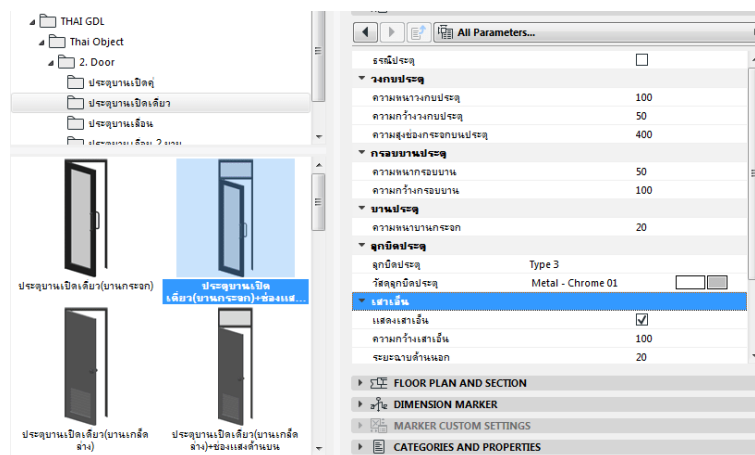 THAI GDL
Thai Object
2. Door
ประตูบานเปิดคู่
ประตูบานเปิดเดี่ยว
ประตูบานเลื่อน
ประตูบานเลื่อน 2 บาน
ประตูบานเปิดเดี่ยว(บานกระจก)
ประตูบานเปิด
เดี่ยว(บานกระจก)+ช่องแส...
ประตูบานเปิดเดี่ยว(บานเกล็ด
ล่าง)
ประตูบานเปิดเดี่ยว(บานเกล็ด
ล่าง)+ช่องแสงด้านบน
All Parameters...
ธรณีประตู
วงกบประตู
ความหนาวงกบประตู 100
ความกว้างวงกบประตู 50
ความสูงช่องกระจกบนประตู 400
กรอบบานประตู
ความหนากรอบบาน 50
ความกว้างกรอบบาน 100
บานประตู
ความหนาบานกระจก 20
ลูกบิดประตู
ลูกบิดประตู Type 3
วัสดุลูกบิดประตู Metal - Chrome 01
เสาเอ็น
แสดงเสาเอ็น
ความกว้างเสาเอ็น 100
ระยะฉาบด้านนอก 20
FLOOR PLAN AND SECTION
DIMENSION MARKER
MARKER CUSTOM SETTINGS
CATEGORIES AND PROPERTIES